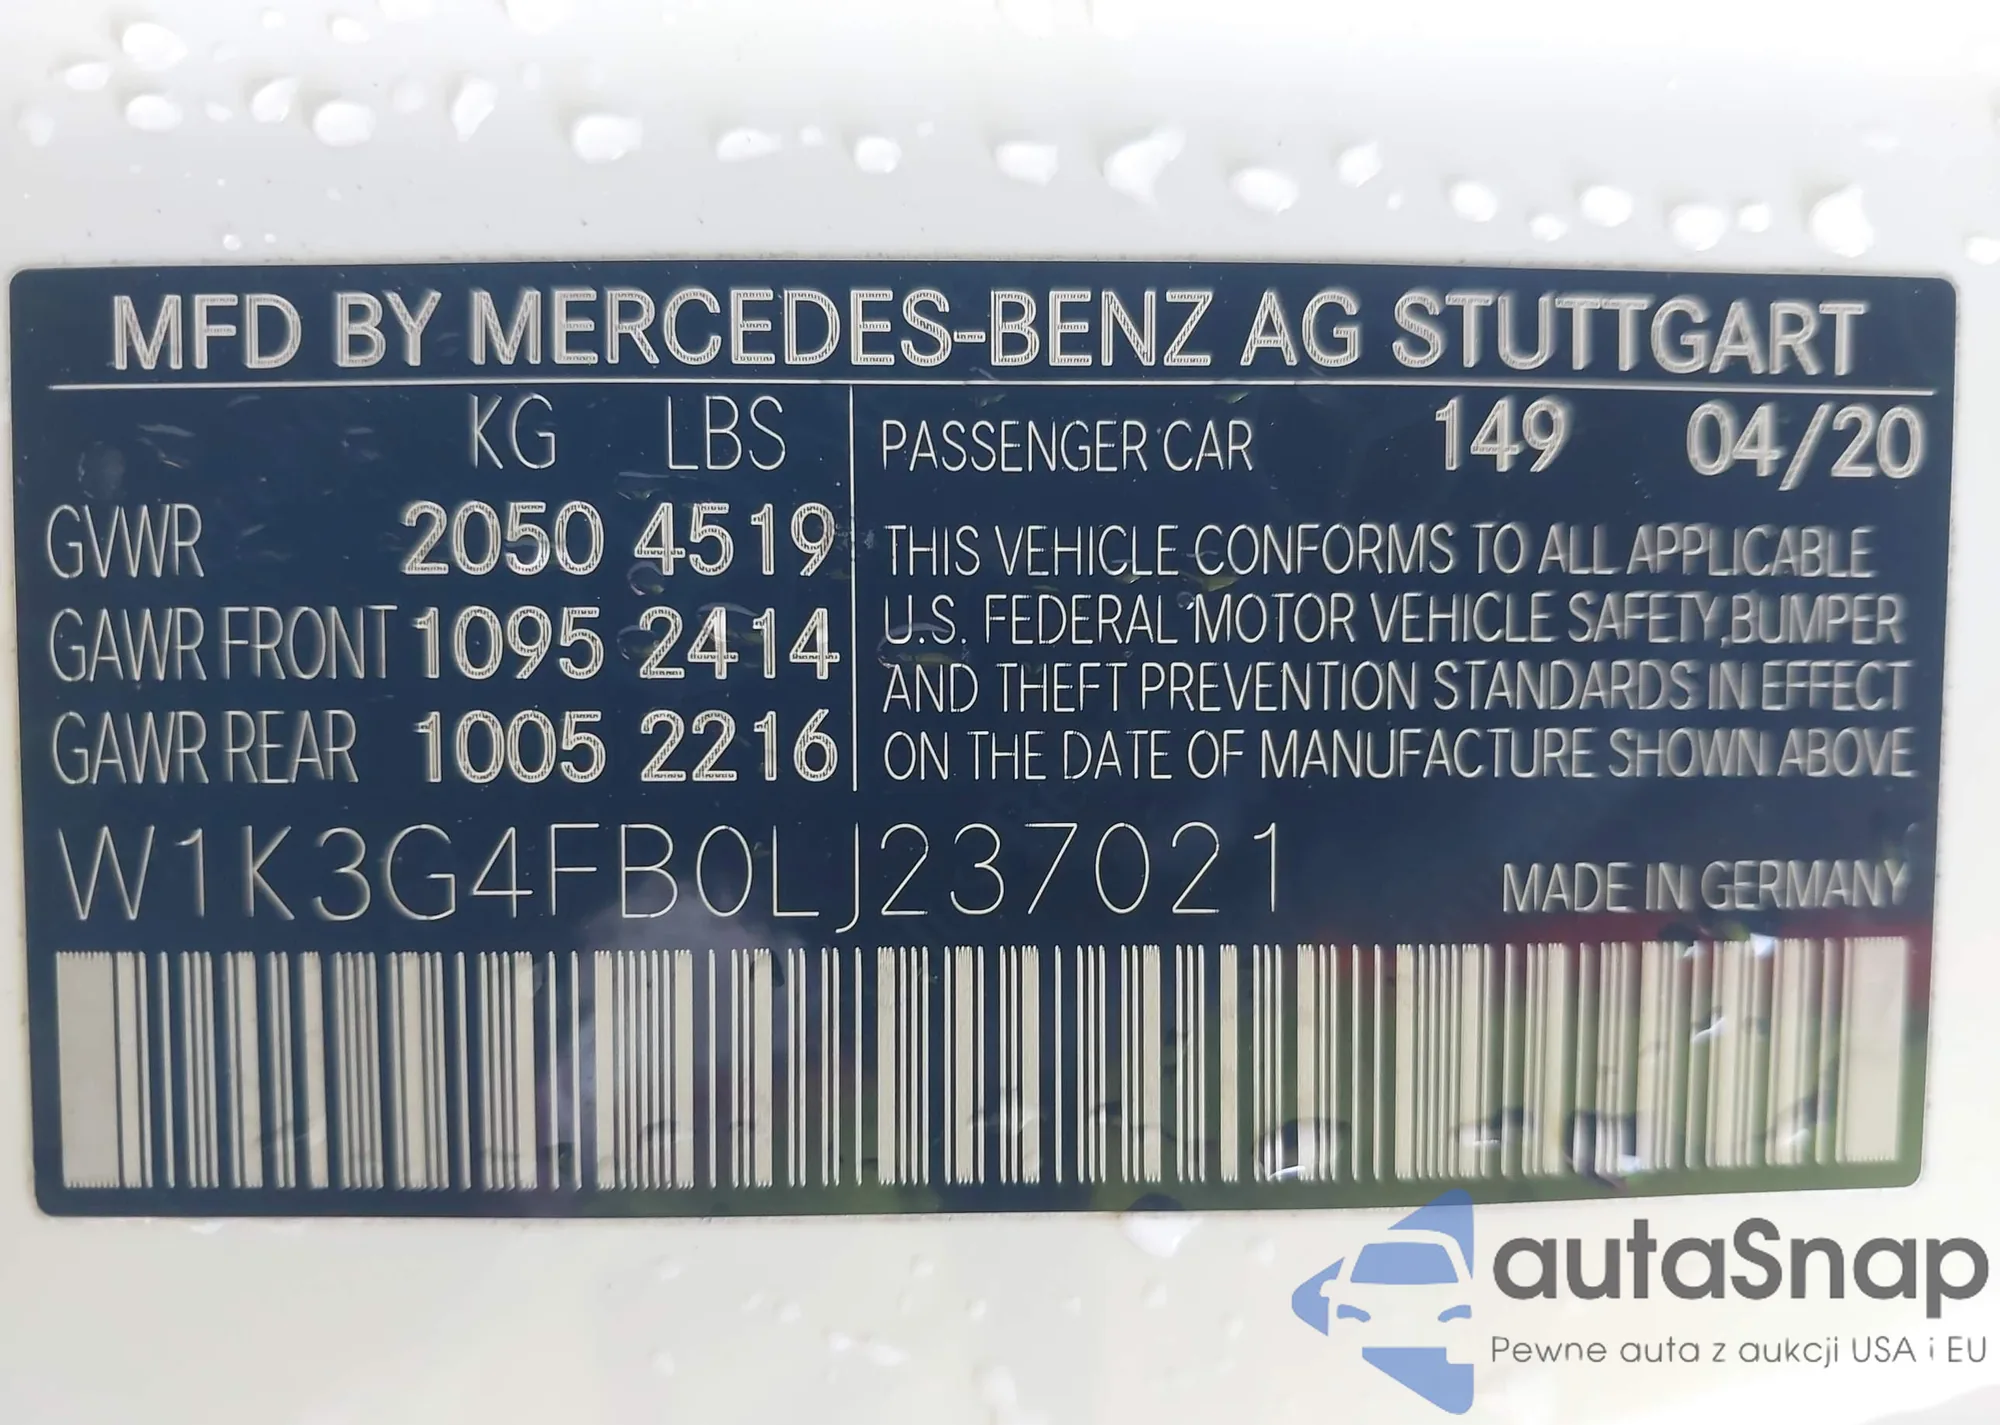 MFD BY MERCEDES-BENZ AG STUTTGART
KG LBS
GVWR 2050 4519
GAWR FRONT 1095 2414
GAWR REAR 1005 2216
PASSENGER CAR 149 04/20
THIS VEHICLE CONFORMS TO ALL APPLICABLE
U.S. FEDERAL MOTOR VEHICLE SAFETY, BUMPER
AND THEFT PREVENTION STANDARDS IN EFFECT
ON THE DATE OF MANUFACTURE SHOWN ABOVE
W1K3G4FB0LJ237021
MADE IN GERMANY
autaSnap
Pewne auta z aukcji USA i EU